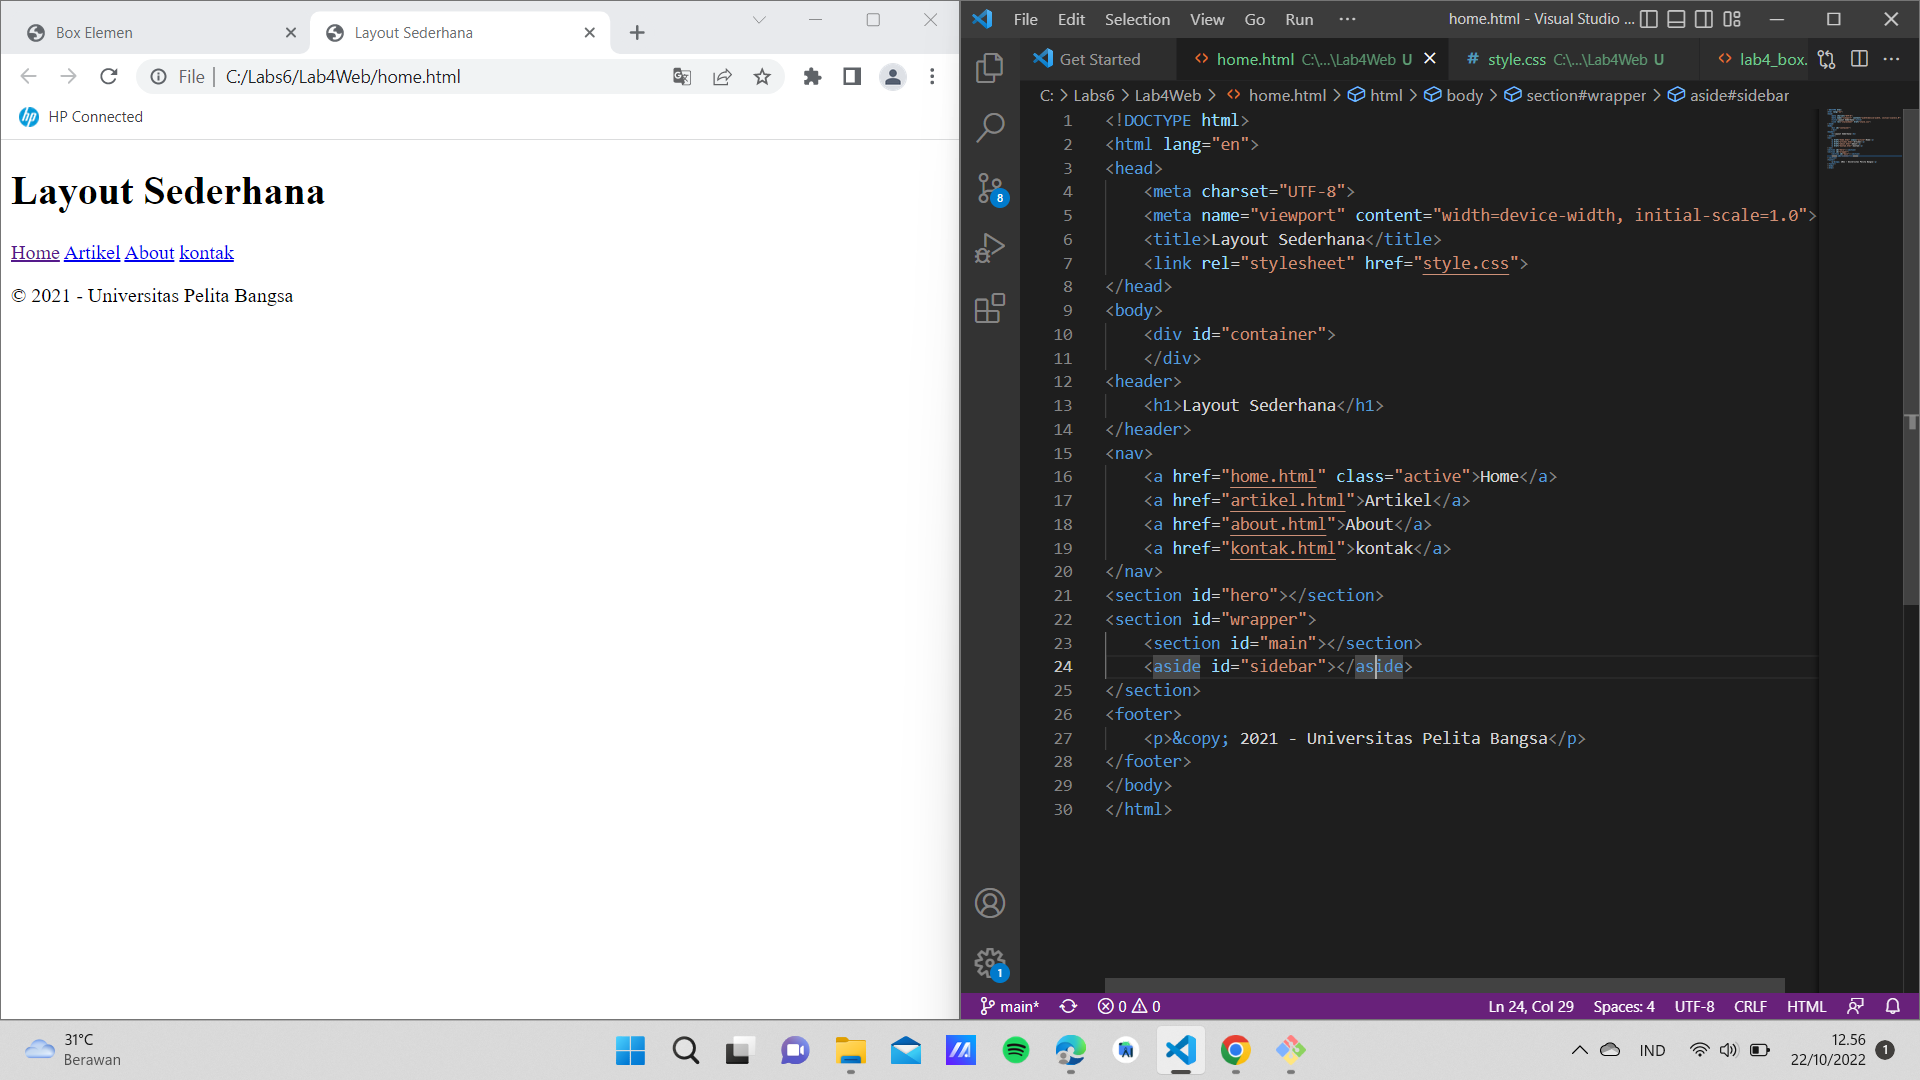 Box Elemen
Layout Sederhana
File
C:/Labs6/Lab4Web/home.html
HP Connected
Layout Sederhana
Home Artikel About kontak
© 2021 - Universitas Pelita Bangsa
File Edit Selection View Go Run ···
home.html - Visual Studio ...
Get Started
home.html C:\...\Lab4Web U
style.css C:\...\Lab4Web U
lab4_box.
C: > Labs6 > Lab4Web > home.html > html > body > section#wrapper > aside#sidebar
1 <!DOCTYPE html>
2 <html lang="en">
3 <head>
4 <meta charset="UTF-8">
5 <meta name="viewport" content="width=device-width, initial-scale=1.0">
6 <title>Layout Sederhana</title>
7 <link rel="stylesheet" href="style.css">
8 </head>
9 <body>
10 <div id="container">
11 </div>
12 <header>
13 <h1>Layout Sederhana</h1>
14 </header>
15 <nav>
16 <a href="home.html" class="active">Home</a>
17 <a href="artikel.html">Artikel</a>
18 <a href="about.html">About</a>
19 <a href="kontak.html">kontak</a>
20 </nav>
21 <section id="hero"></section>
22 <section id="wrapper">
23 <section id="main"></section>
24 <aside id="sidebar"></aside>
25 </section>
26 <footer>
27 <p>&copy; 2021 - Universitas Pelita Bangsa</p>
28 </footer>
29 </body>
30 </html>
8
1
main* 0 0
Ln 24, Col 29 Spaces: 4 UTF-8 CRLF HTML
31°C
Berawan
IND
12.56
22/10/2022
1